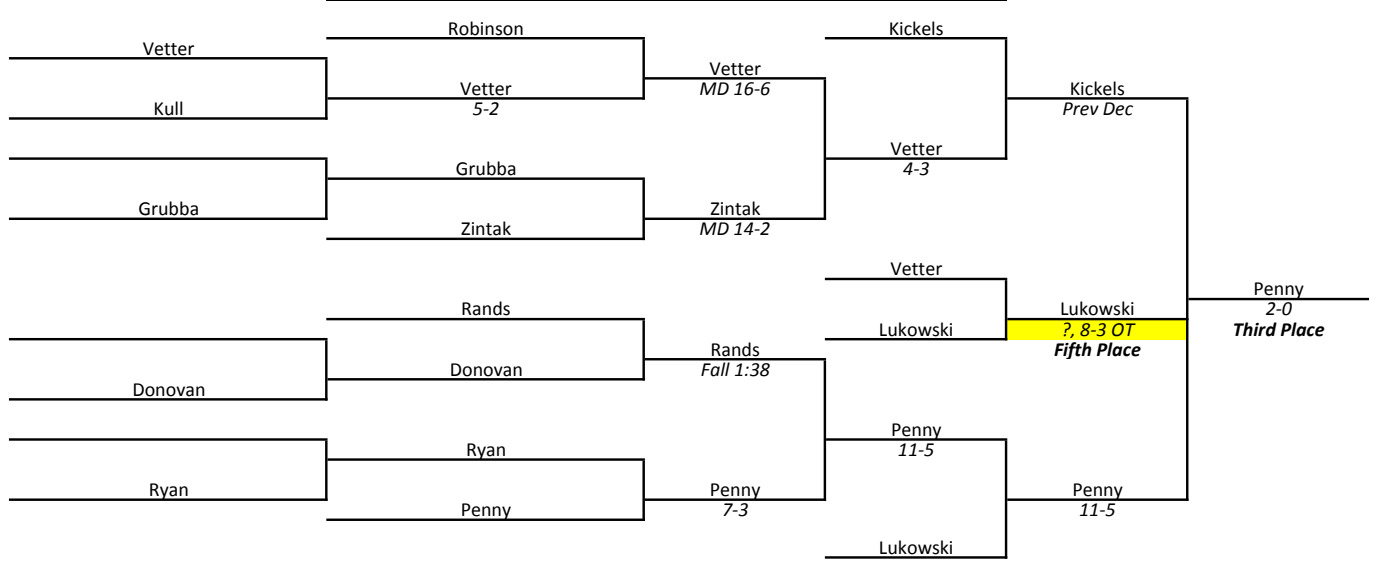 Robinson
Kickels
Vetter
Vetter
MD 16-6
Vetter
5-2
Kickels
Prev Dec
Kull
Vetter
4-3
Grubba
Grubba
Zintak
MD 14-2
Zintak
Vetter
Penny
2-0
Third Place
Rands
Lukowski
?, 8-3 OT
Fifth Place
Lukowski
Rands
Fall 1:38
Donovan
Donovan
Penny
11-5
Ryan
Ryan
Penny
7-3
Penny
11-5
Penny
Lukowski